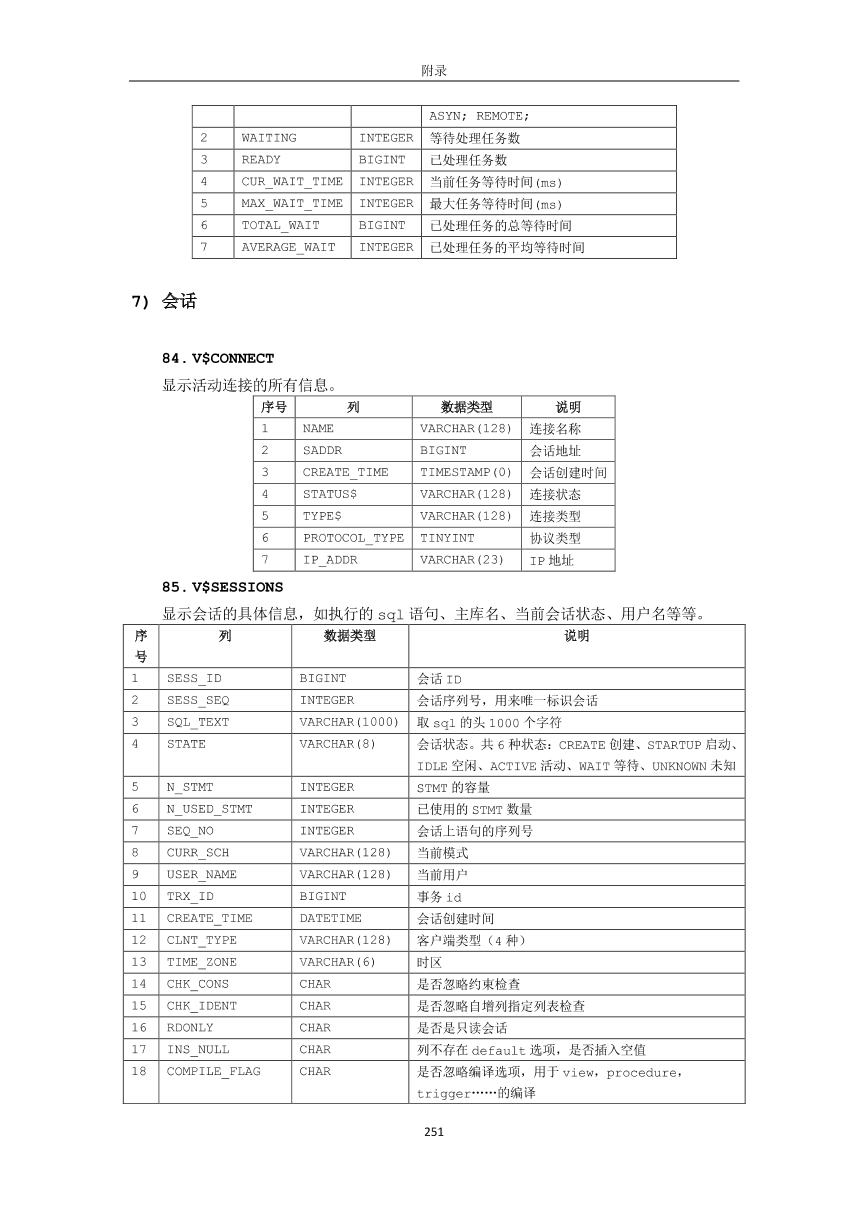 附录
ASYN; REMOTE;
2 WAITING INTEGER 等待处理任务数
3 READY BIGINT 已处理任务数
4 CUR_WAIT_TIME INTEGER 当前任务等待时间(ms)
5 MAX_WAIT_TIME INTEGER 最大任务等待时间(ms)
6 TOTAL_WAIT BIGINT 已处理任务的总等待时间
7 AVERAGE_WAIT INTEGER 已处理任务的平均等待时间
7) 会话
84. V$CONNECT
显示活动连接的所有信息。
序号 列 数据类型 说明
1 NAME VARCHAR(128) 连接名称
2 SADDR BIGINT 会话地址
3 CREATE_TIME TIMESTAMP(0) 会话创建时间
4 STATUS$ VARCHAR(128) 连接状态
5 TYPE$ VARCHAR(128) 连接类型
6 PROTOCOL_TYPE TINYINT 协议类型
7 IP_ADDR VARCHAR(23) IP 地址
85. V$SESSIONS
显示会话的具体信息，如执行的 sql 语句、主库名、当前会话状态、用户名等等。
序 列 数据类型 说明
号
1 SESS_ID BIGINT 会话 ID
2 SESS_SEQ INTEGER 会话序列号，用来唯一标识会话
3 SQL_TEXT VARCHAR(1000) 取 sql 的头 1000 个字符
4 STATE VARCHAR(8) 会话状态。共 6 种状态：CREATE 创建、STARTUP 启动、
IDLE 空闲、ACTIVE 活动、WAIT 等待、UNKNOWN 未知
5 N_STMT INTEGER STMT 的容量
6 N_USED_STMT INTEGER 已使用的 STMT 数量
7 SEQ_NO INTEGER 会话上语句的序列号
8 CURR_SCH VARCHAR(128) 当前模式
9 USER_NAME VARCHAR(128) 当前用户
10 TRX_ID BIGINT 事务 id
11 CREATE_TIME DATETIME 会话创建时间
12 CLNT_TYPE VARCHAR(128) 客户端类型（4 种）
13 TIME_ZONE VARCHAR(6) 时区
14 CHK_CONS CHAR 是否忽略约束检查
15 CHK_IDENT CHAR 是否忽略自增列指定列表检查
16 RDONLY CHAR 是否是只读会话
17 INS_NULL CHAR 列不存在 default 选项，是否插入空值
18 COMPILE_FLAG CHAR 是否忽略编译选项，用于 view，procedure，
trigger……的编译
251